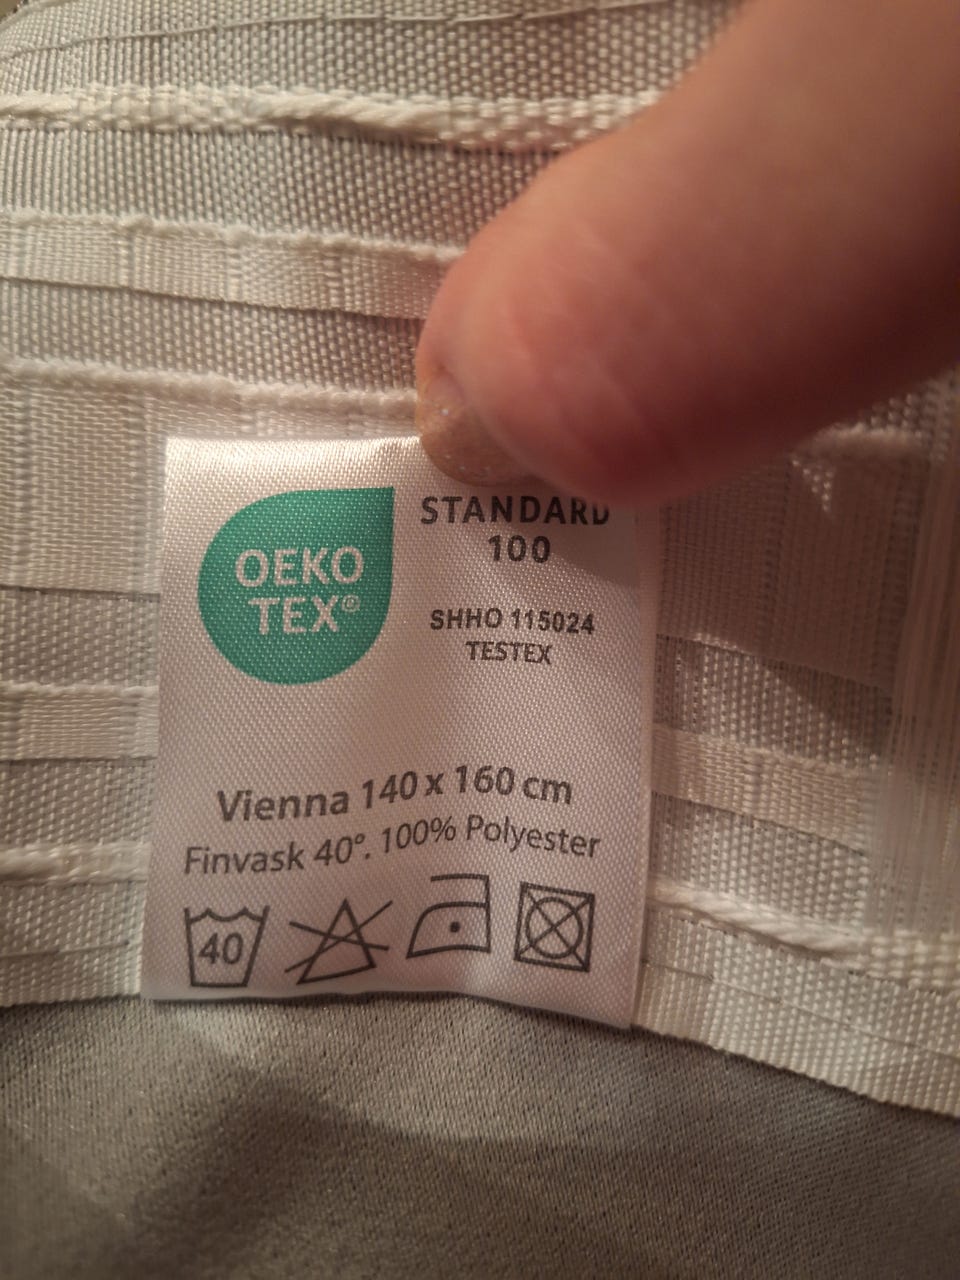 OEKO
TEX®
STANDARD
100
SHHO 115024
TESTEX
Vienna 140 x 160 cm
Finvask 40°. 100% Polyester
40